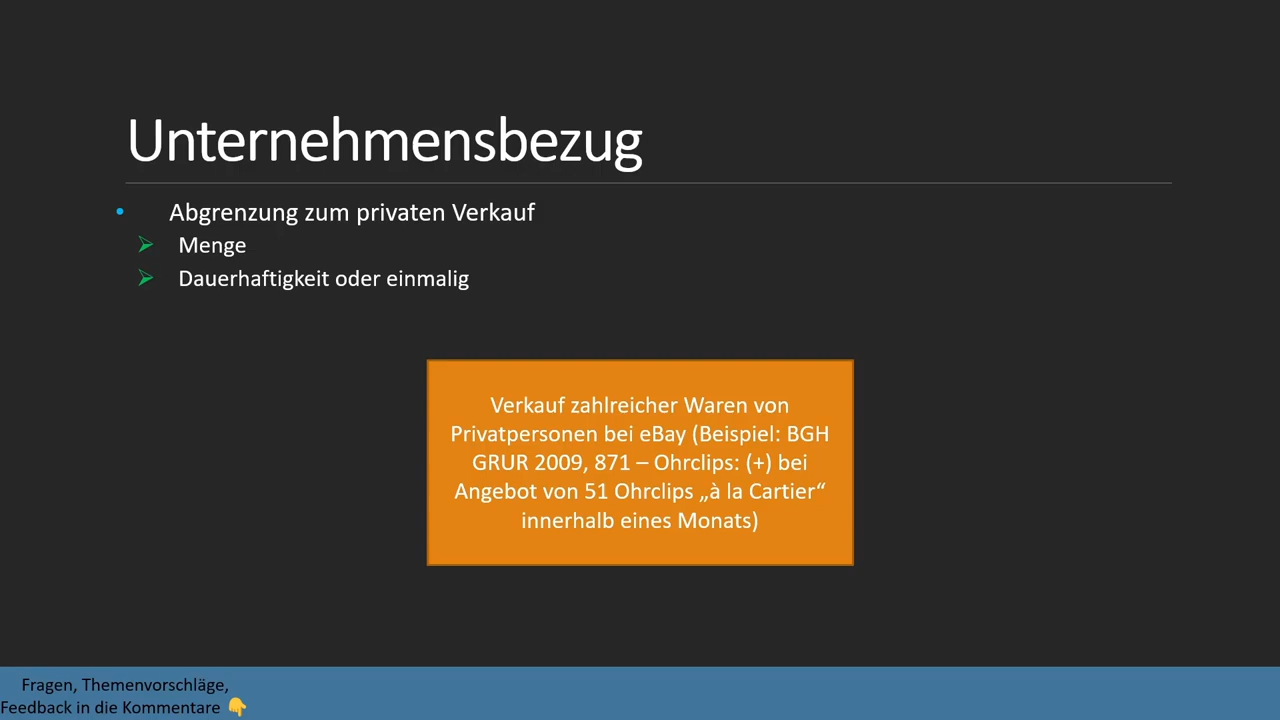 Unternehmensbezug
• Abgrenzung zum privaten Verkauf
➢ Menge
➢ Dauerhaftigkeit oder einmalig
Verkauf zahlreicher Waren von
Privatpersonen bei eBay (Beispiel: BGH
GRUR 2009, 871 – Ohrclips: (+) bei
Angebot von 51 Ohrclips „à la Cartier“
innerhalb eines Monats)
Fragen, Themenvorschläge,
Feedback in die Kommentare 👇